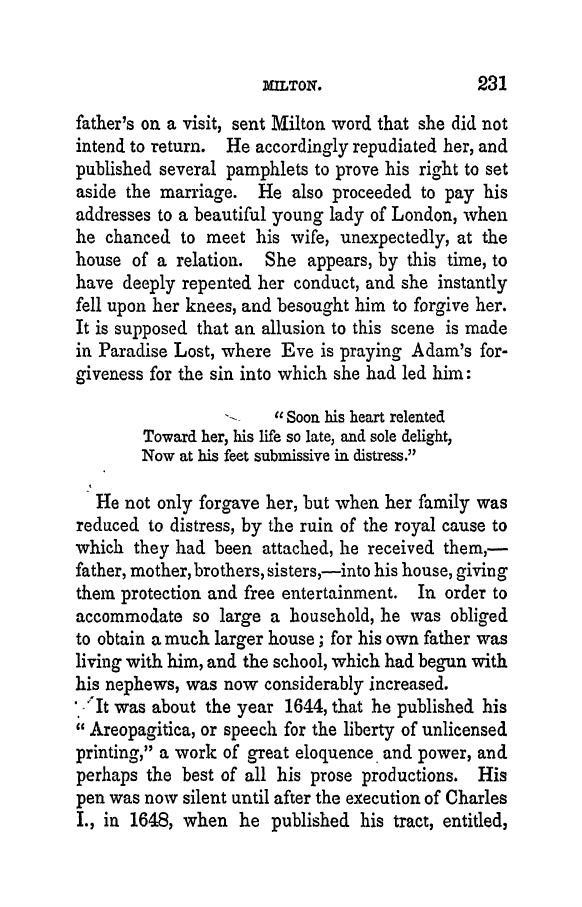 MILTON. 231
father's on a visit, sent Milton word that she did not
intend to return. He accordingly repudiated her, and
published several pamphlets to prove his right to set
aside the marriage. He also proceeded to pay his
addresses to a beautiful young lady of London, when
he chanced to meet his wife, unexpectedly, at the
house of a relation. She appears, by this time, to
have deeply repented her conduct, and she instantly
fell upon her knees, and besought him to forgive her.
It is supposed that an allusion to this scene is made
in Paradise Lost, where Eve is praying Adam's for-
giveness for the sin into which she had led him:
“Soon his heart relented
Toward her, his life so late, and sole delight,
Now at his feet submissive in distress.”
He not only forgave her, but when her family was
reduced to distress, by the ruin of the royal cause to
which they had been attached, he received them,—
father, mother, brothers, sisters,—into his house, giving
them protection and free entertainment. In order to
accommodate so large a household, he was obliged
to obtain a much larger house; for his own father was
living with him, and the school, which had begun with
his nephews, was now considerably increased.
It was about the year 1644, that he published his
“Areopagitica, or speech for the liberty of unlicensed
printing,” a work of great eloquence and power, and
perhaps the best of all his prose productions. His
pen was now silent until after the execution of Charles
I., in 1648, when he published his tract, entitled,